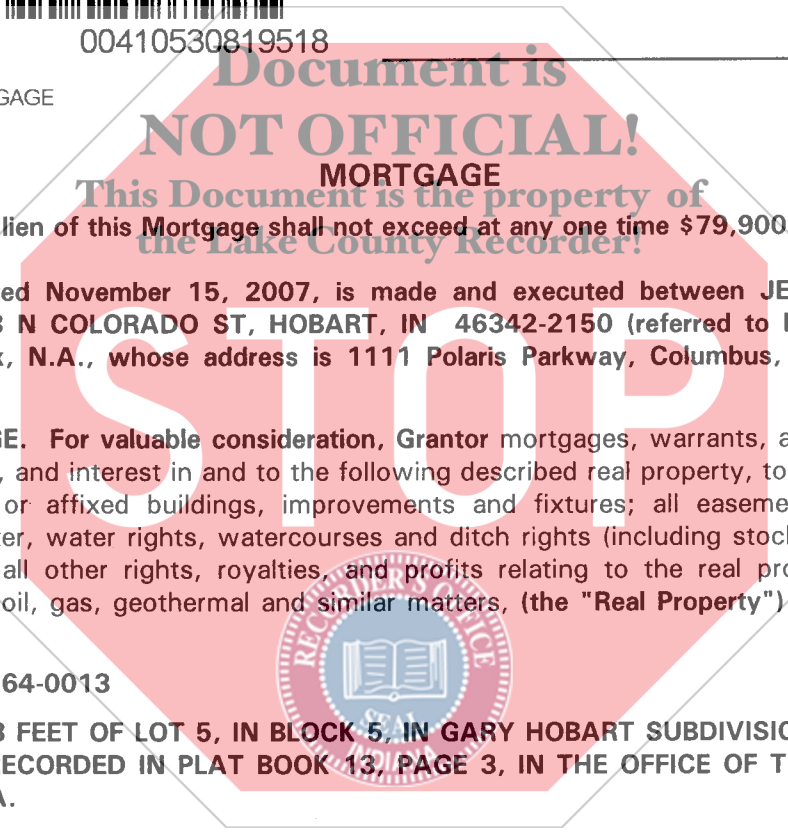 00410530819518
Document is
GAGE
NOT OFFICIAL!
MORTGAGE
This Document is the property of
lien of this Mortgage shall not exceed at any one time $79,900
the Lake County Recorder!
ed November 15, 2007, is made and executed between JE
N COLORADO ST, HOBART, IN 46342-2150 (referred to
, N.A., whose address is 1111 Polaris Parkway, Columbus,
STOP
GE. For valuable consideration, Grantor mortgages, warrants, a
, and interest in and to the following described real property, to
or affixed buildings, improvements and fixtures; all easeme
er, water rights, watercourses and ditch rights (including stock
all other rights, royalties, and profits relating to the real pro
oil, gas, geothermal and similar matters, (the "Real Property")
RECORDER'S OFFICE
64-0013
SEAL
FEET OF LOT 5, IN BLOCK 5, IN GARY HOBART SUBDIVISIO
INDIANA
ECORDED IN PLAT BOOK 13, PAGE 3, IN THE OFFICE OF T
A.